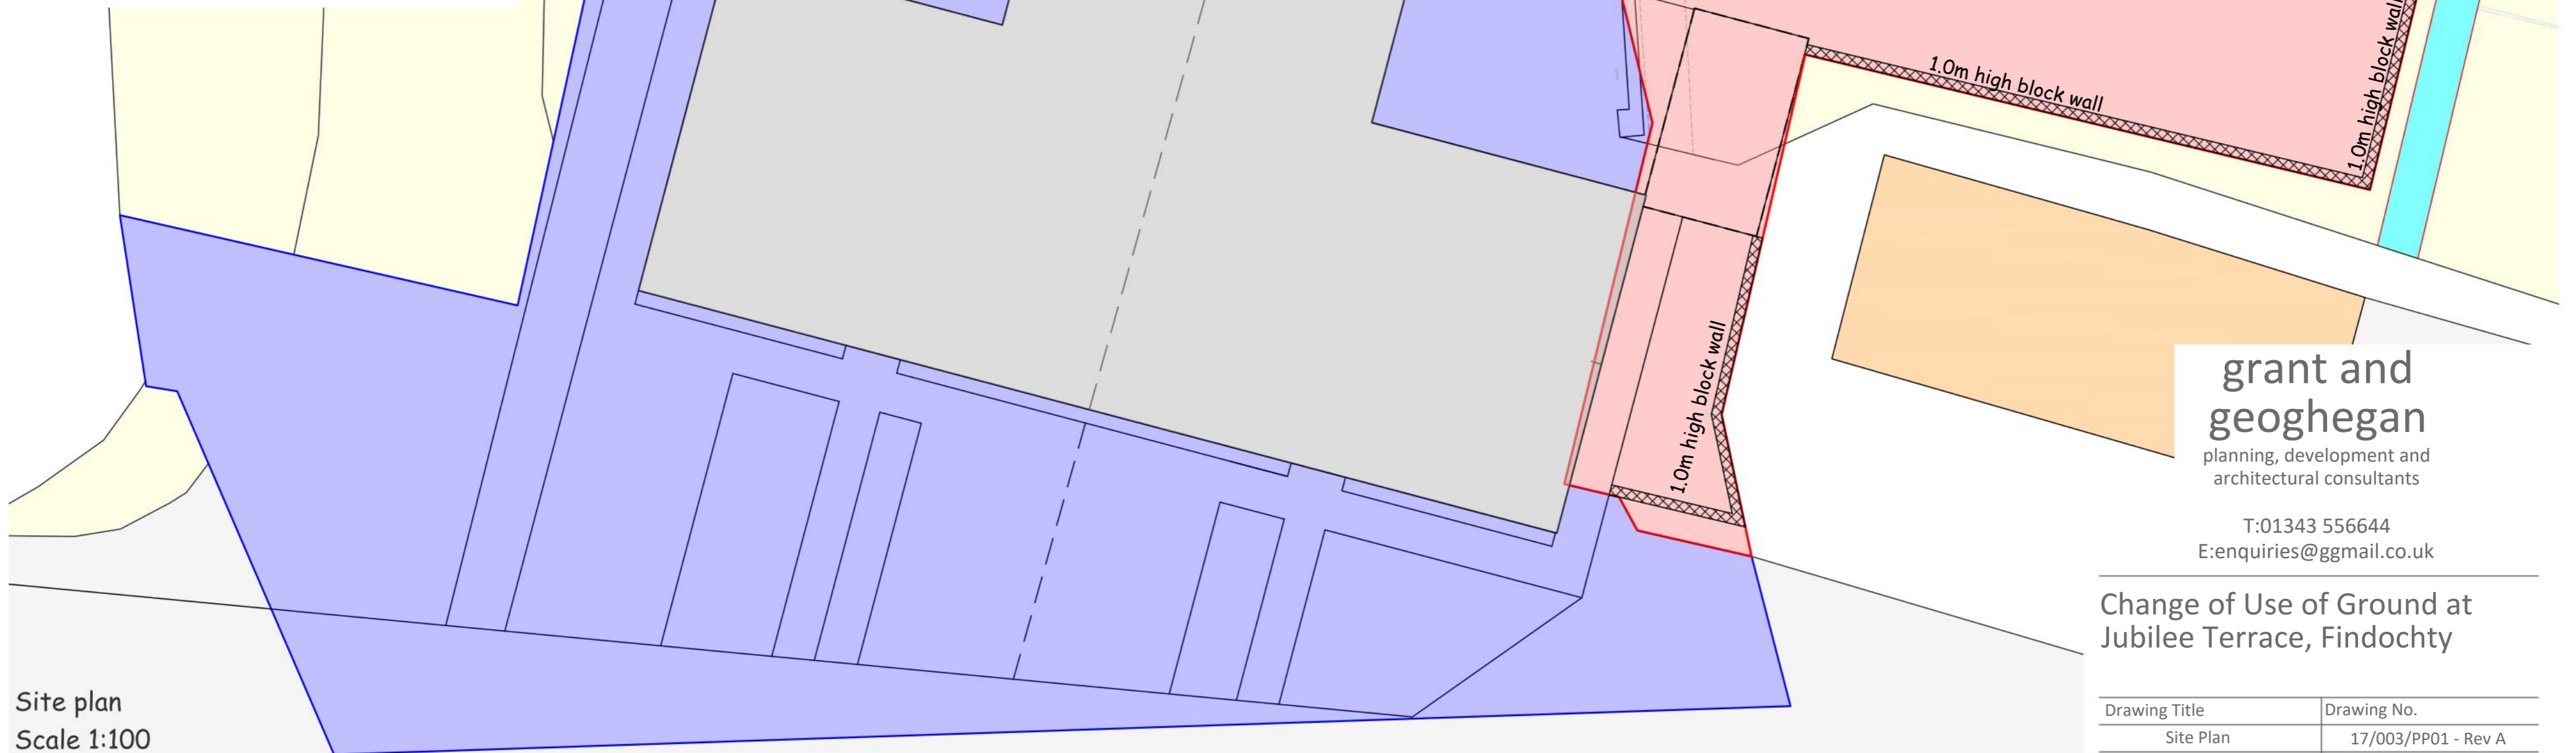 1.0m high block wall
1.0m high block wall
1.0m high block wall
grant and
geoghegan
planning, development and
architectural consultants
T:01343 556644
E:enquiries@ggmail.co.uk
Change of Use of Ground at
Jubilee Terrace, Findochty
Site plan
Scale 1:100
Drawing Title
Drawing No.
Site Plan
17/003/PP01 - Rev A